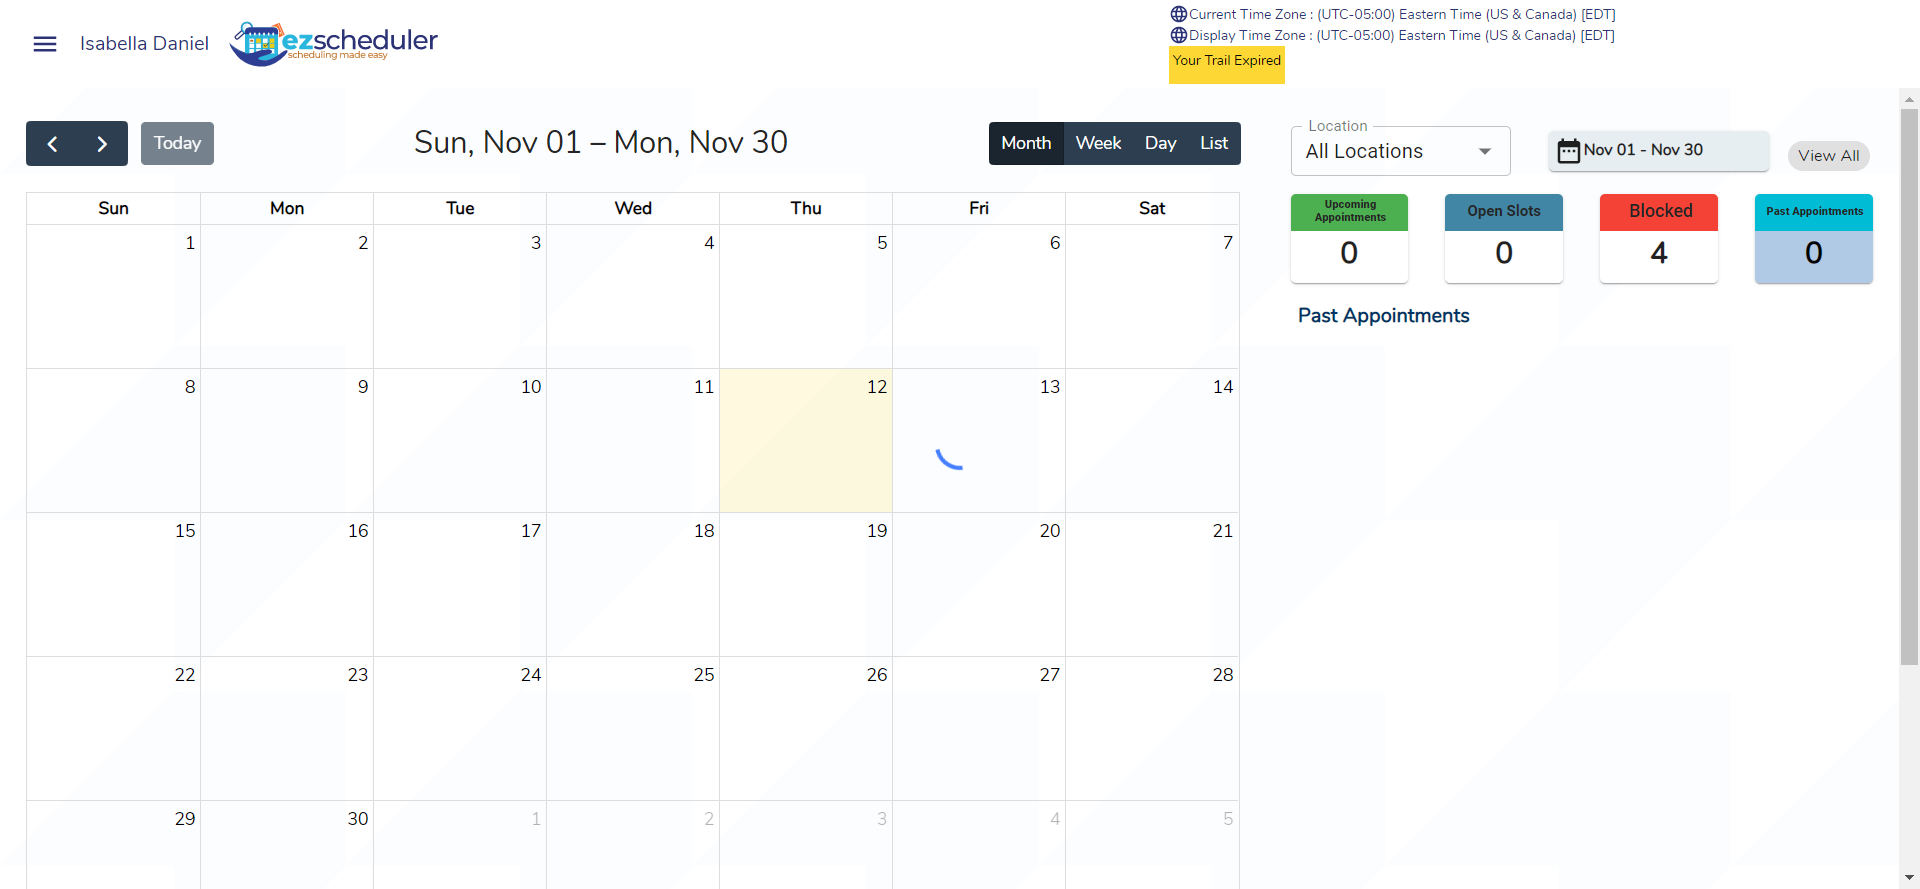 Isabella Daniel
ezscheduler
scheduling made easy
Current Time Zone : (UTC-05:00) Eastern Time (US & Canada) [EDT]
Display Time Zone : (UTC-05:00) Eastern Time (US & Canada) [EDT]
Your Trail Expired
Today
Sun, Nov 01 – Mon, Nov 30
Month Week Day List
Location
All Locations
Nov 01 - Nov 30
View All
Upcoming
Appointments
0
Open Slots
0
Blocked
4
Past Appointments
0
Past Appointments
Sun Mon Tue Wed Thu Fri Sat
1 2 3 4 5 6 7
8 9 10 11 12 13 14
15 16 17 18 19 20 21
22 23 24 25 26 27 28
29 30 1 2 3 4 5